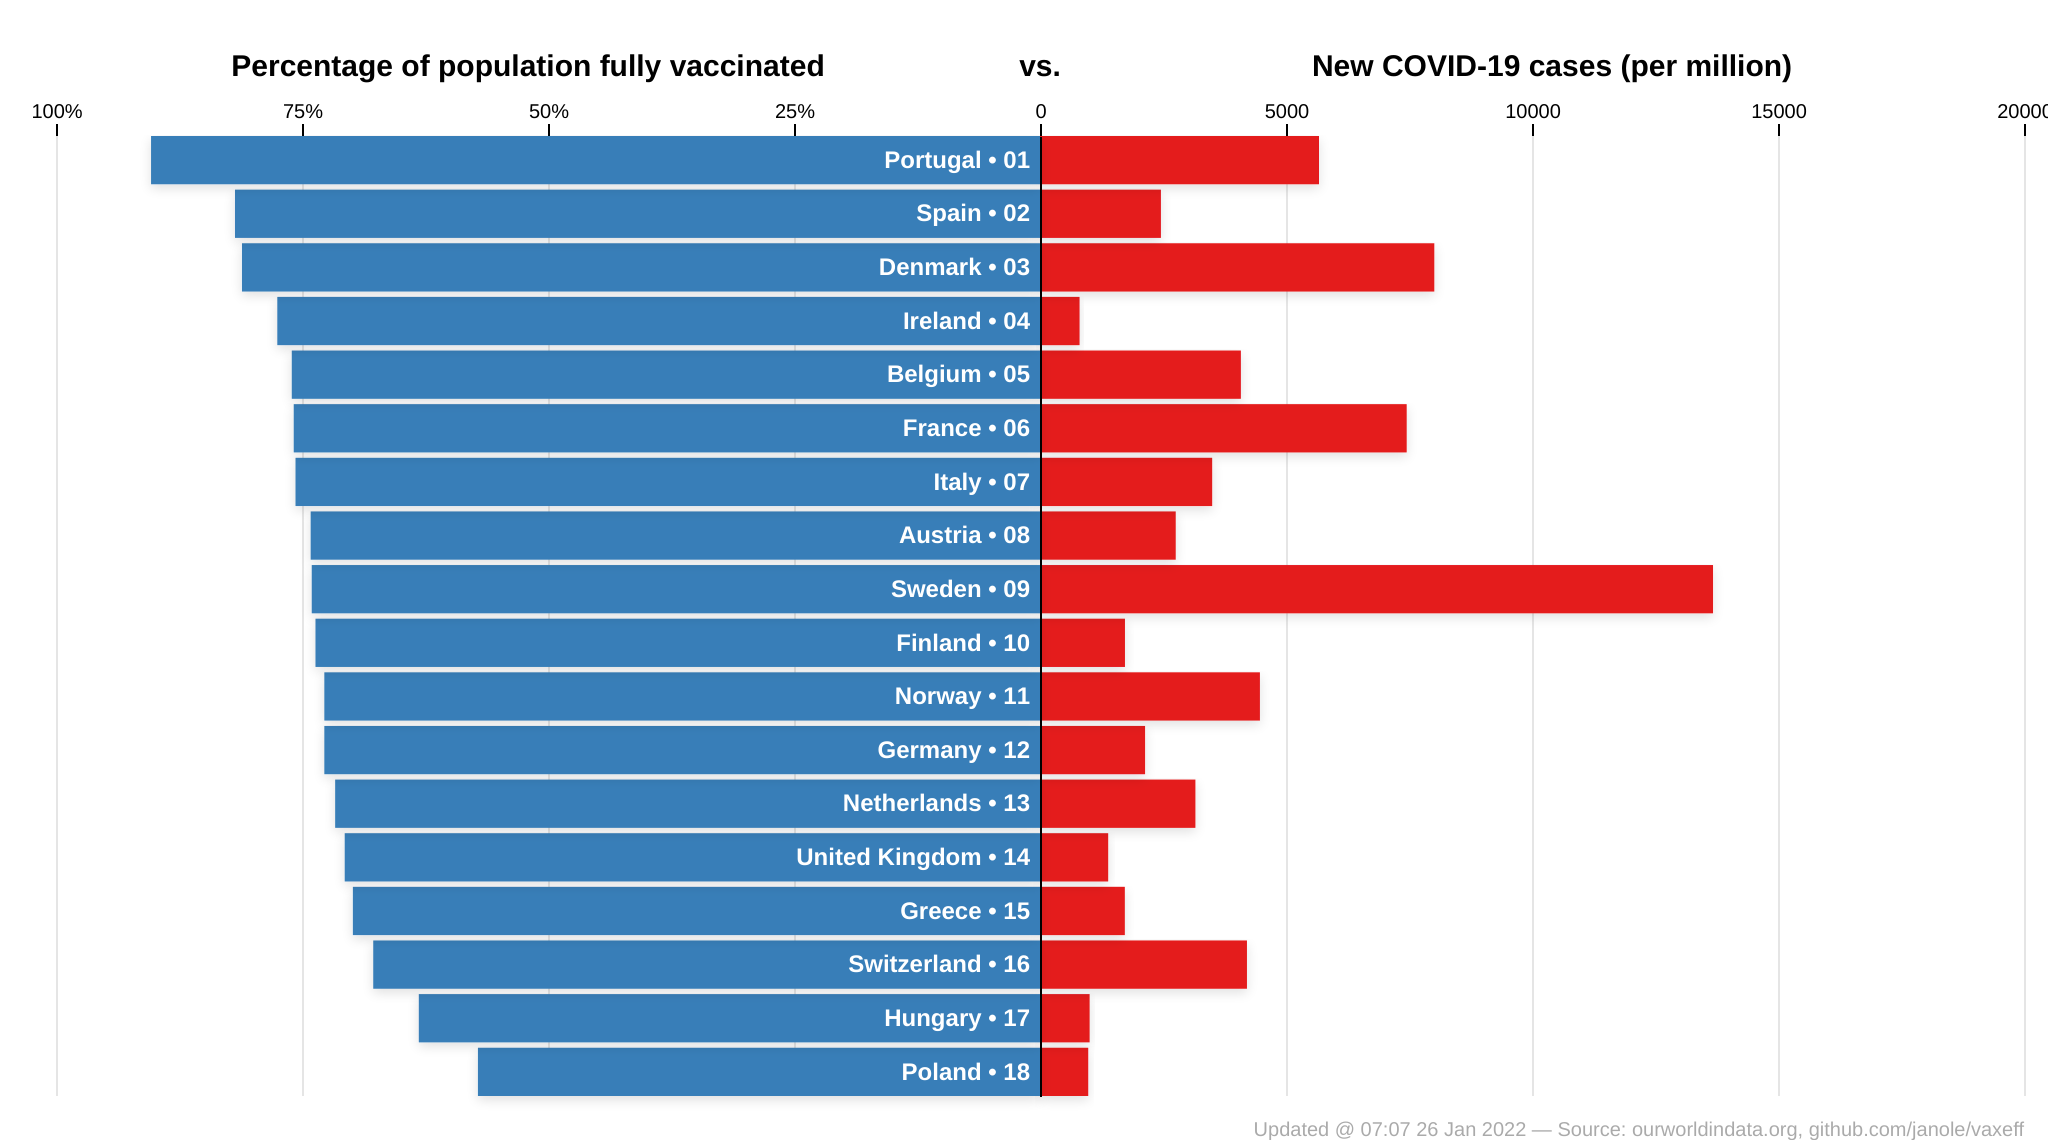 Percentage of population fully vaccinated vs. New COVID-19 cases (per million)
100% 75% 50% 25% 0 5000 10000 15000 20000
Portugal • 01
Spain • 02
Denmark • 03
Ireland • 04
Belgium • 05
France • 06
Italy • 07
Austria • 08
Sweden • 09
Finland • 10
Norway • 11
Germany • 12
Netherlands • 13
United Kingdom • 14
Greece • 15
Switzerland • 16
Hungary • 17
Poland • 18
Updated @ 07:07 26 Jan 2022 — Source: ourworldindata.org, github.com/janole/vaxeff